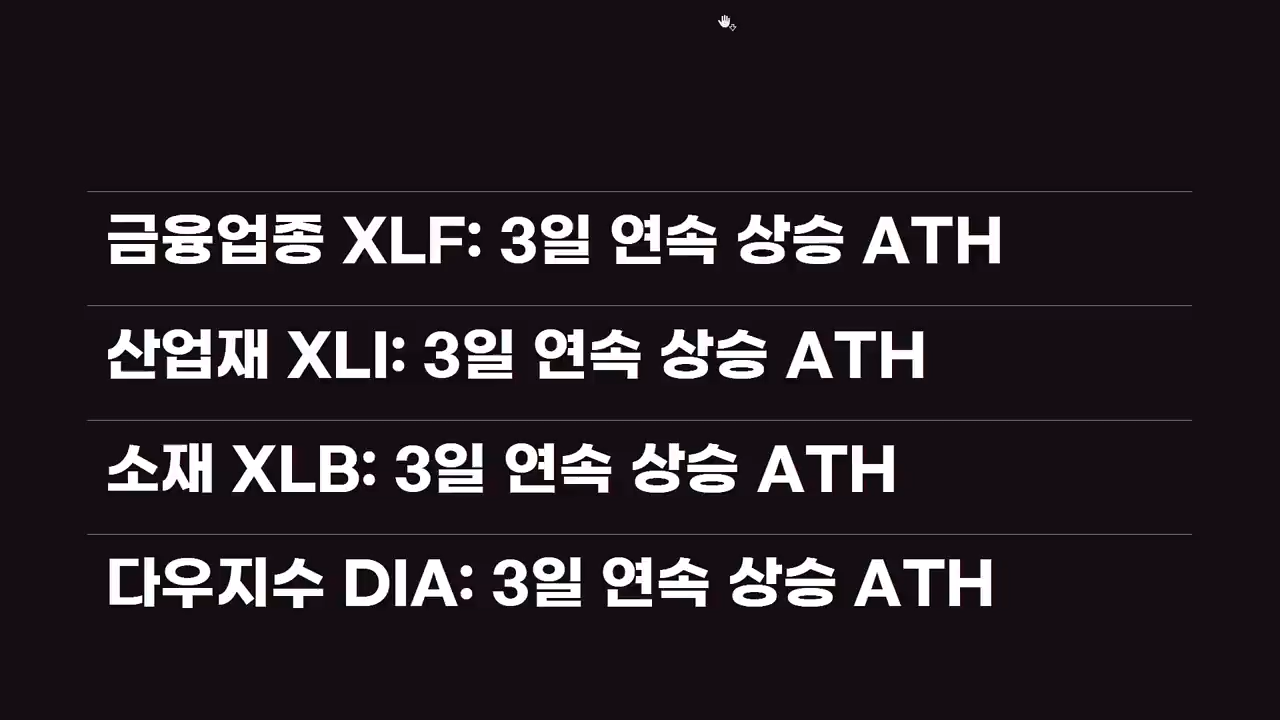 금융업종 XLF: 3일 연속 상승 ATH
산업재 XLI: 3일 연속 상승 ATH
소재 XLB: 3일 연속 상승 ATH
다우지수 DIA: 3일 연속 상승 ATH